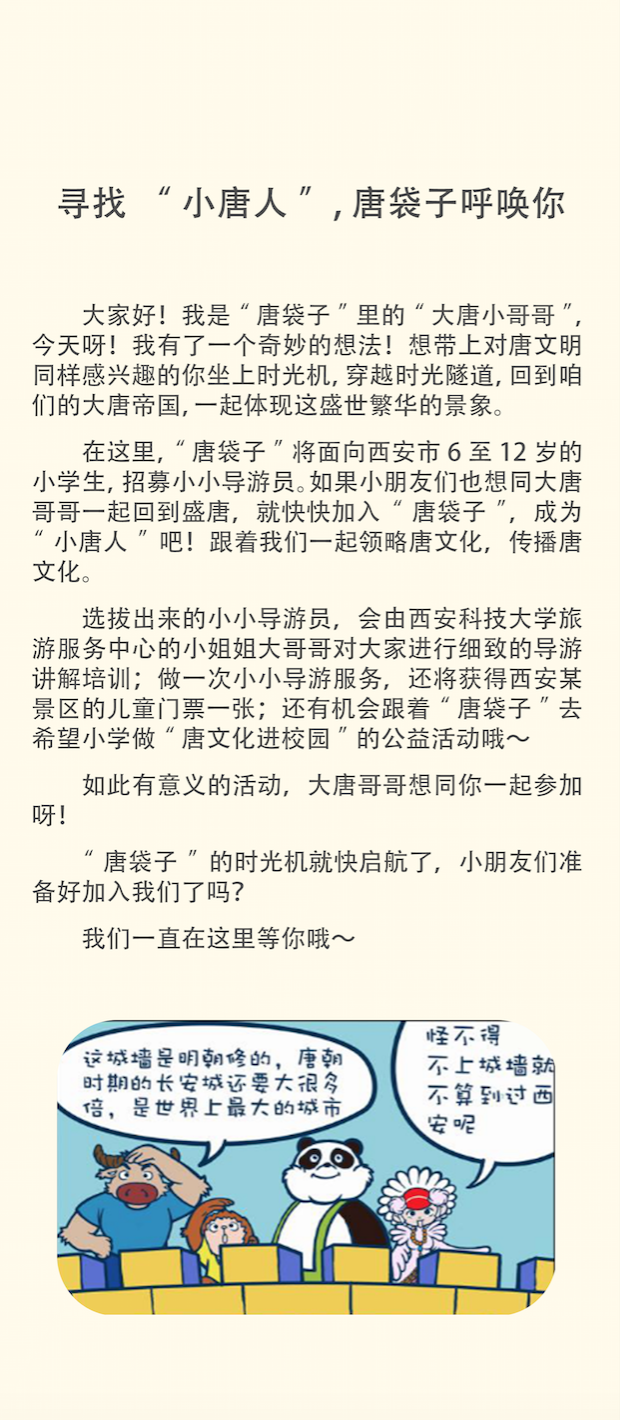 寻找 “小唐人”，唐袋子呼唤你
大家好！我是“唐袋子”里的“大唐小哥哥”，
今天呀！我有了一个奇妙的想法！想带上对唐文明
同样感兴趣的你坐上时光机，穿越时光隧道，回到咱
们的大唐帝国，一起体现这盛世繁华的景象。
在这里，“唐袋子”将面向西安市 6 至 12 岁的
小学生，招募小小导游员。如果小朋友们也想同大唐
哥哥一起回到盛唐，就快快加入“唐袋子”，成为
“小唐人”吧！跟着我们一起领略唐文化，传播唐
文化。
选拔出来的小小导游员，会由西安科技大学旅
游服务中心的小姐姐大哥哥对大家进行细致的导游
讲解培训；做一次小小导游服务，还将获得西安某
景区的儿童门票一张；还有机会跟着“唐袋子”去
希望小学做“唐文化进校园”的公益活动哦～
如此有意义的活动，大唐哥哥想同你一起参加
呀！
“唐袋子”的时光机就快启航了，小朋友们准
备好加入我们了吗？
我们一直在这里等你哦～
这城墙是明朝修的，唐朝
时期的长安城还要大很多
倍，是世界上最大的城市
怪不得
不上城墙就
不算到过西
安呢